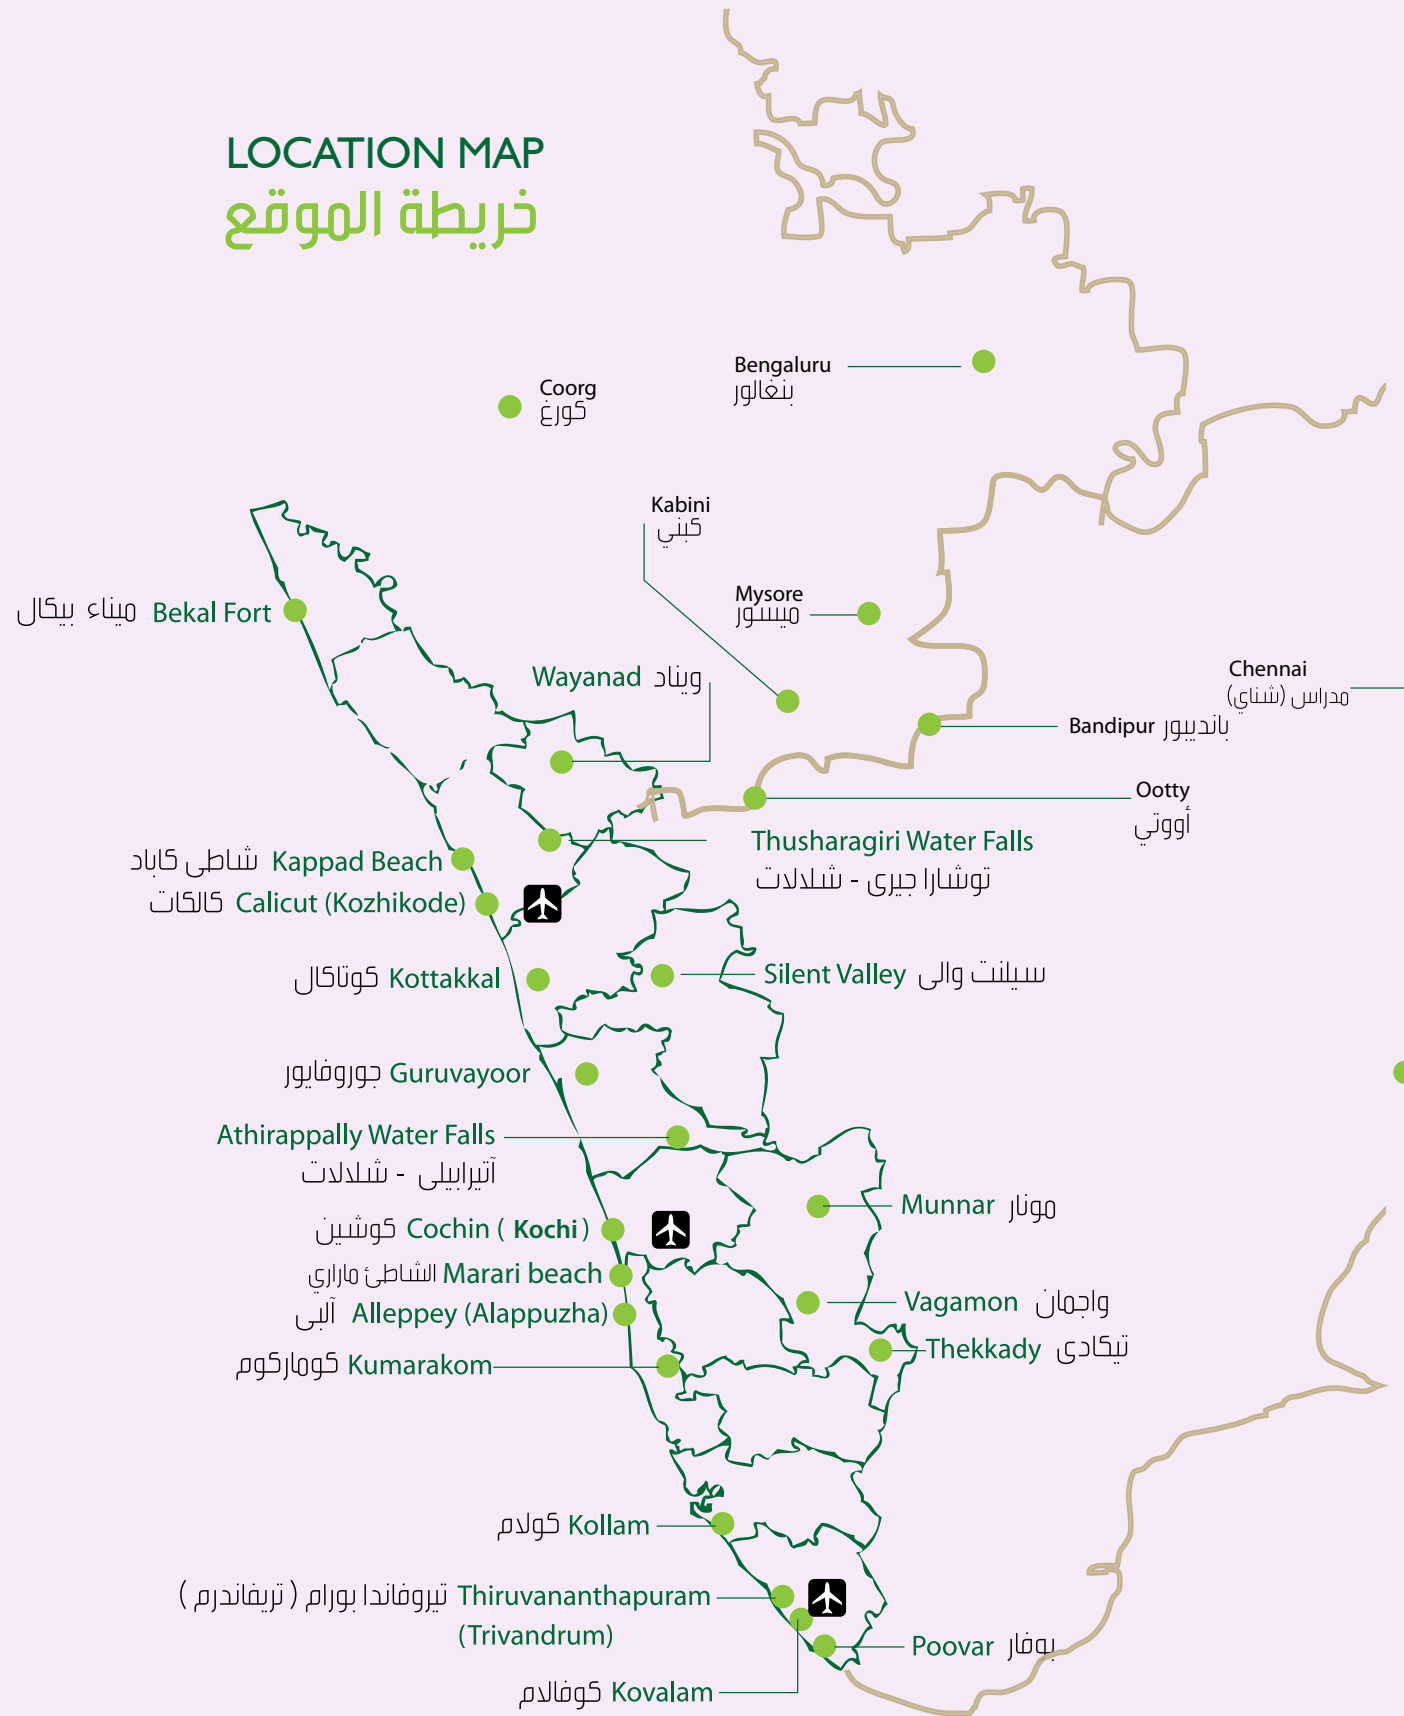 LOCATION MAP
خريطة الموقع
Bengaluru
بنغالور
Coorg
كورغ
Kabini
كبني
Mysore
ميسور
ميناء بيكال Bekal Fort
Wayanad ويناد
Chennai
مدراس (شناي)
Bandipur بانديبور
Ootty
أووتي
Thusharagiri Water Falls
توشارا جيرى - شلالات
شاطى كاباد Kappad Beach
كالكات Calicut (Kozhikode)
كوتاكال Kottakkal
Silent Valley سيلنت والى
جوروفايور Guruvayoor
Athirappally Water Falls
آتيرابيلى - شلالات
Munnar مونار
كوشين Cochin ( Kochi )
الشاطئ ماراري Marari beach
Vagamon واجمان
آلبى Alleppey (Alappuzha)
Thekkady تيكادى
كوماركوم Kumarakom
كولام Kollam
تيروفاندا بورام ( تريفاندرم ) Thiruvananthapuram
(Trivandrum)
Poovar بوفار
كوفالام Kovalam